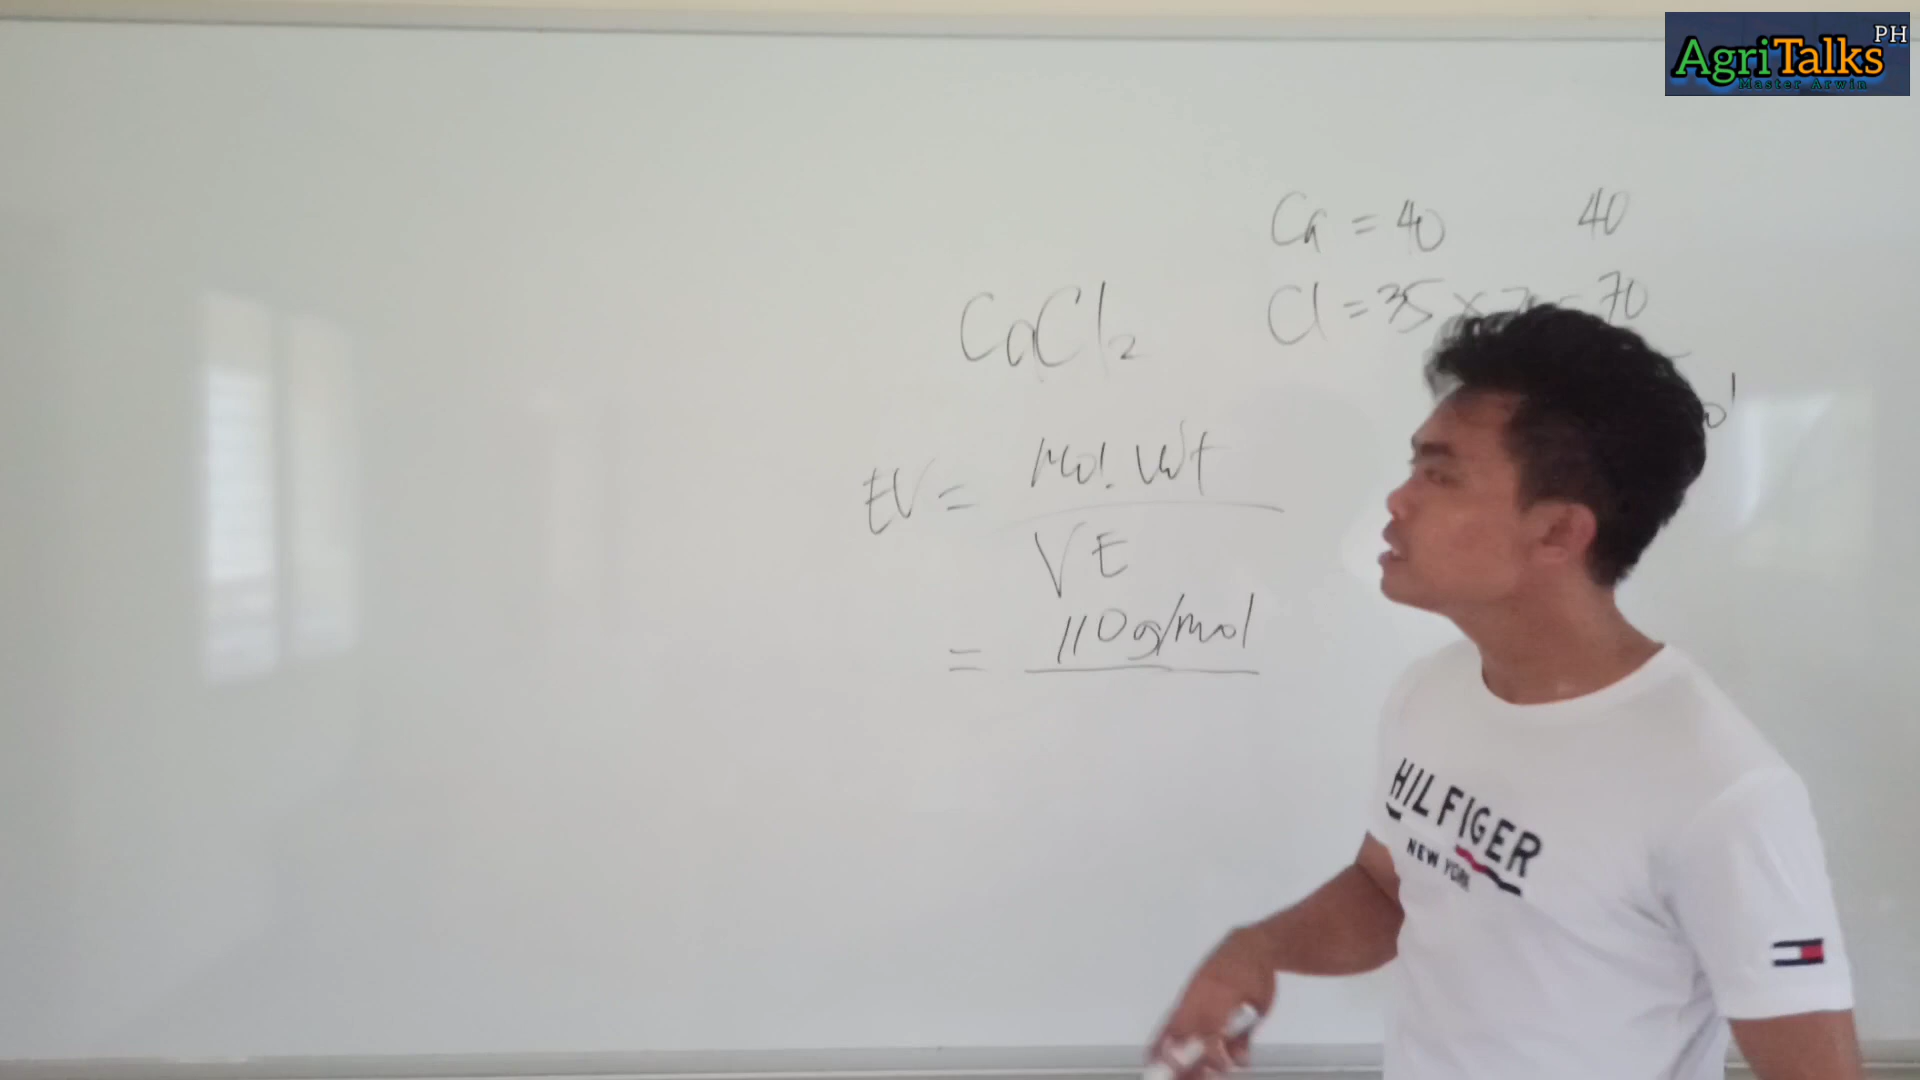 AgriTalks PH
Master Arwin
Ca = 40 40
Cl = 35 x 70
CaCl2
EV = Mol. Wt
VE
= 110 g/mol
HILFIGER
NEW YORK